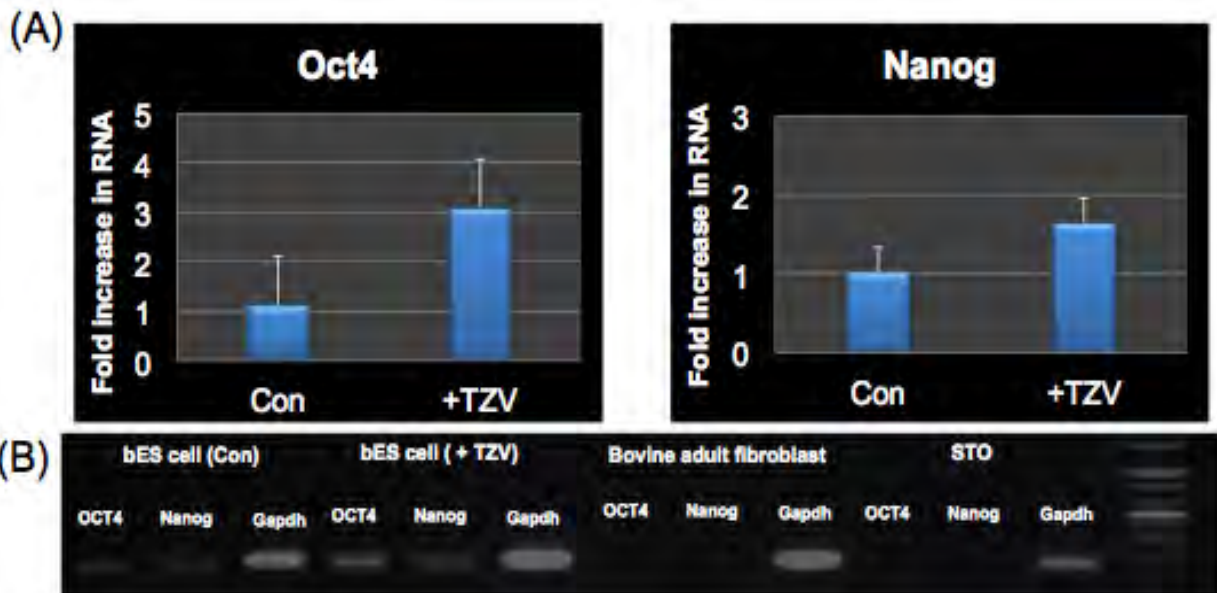 (A)
Oct4
Fold increase in RNA
5
4
3
2
1
0
Con +TZV
Nanog
Fold increase in RNA
3
2
1
0
Con +TZV
(B)
bES cell (Con) bES cell ( + TZV) Bovine adult fibroblast STO
OCT4 Nanog Gapdh OCT4 Nanog Gapdh OCT4 Nanog Gapdh OCT4 Nanog Gapdh